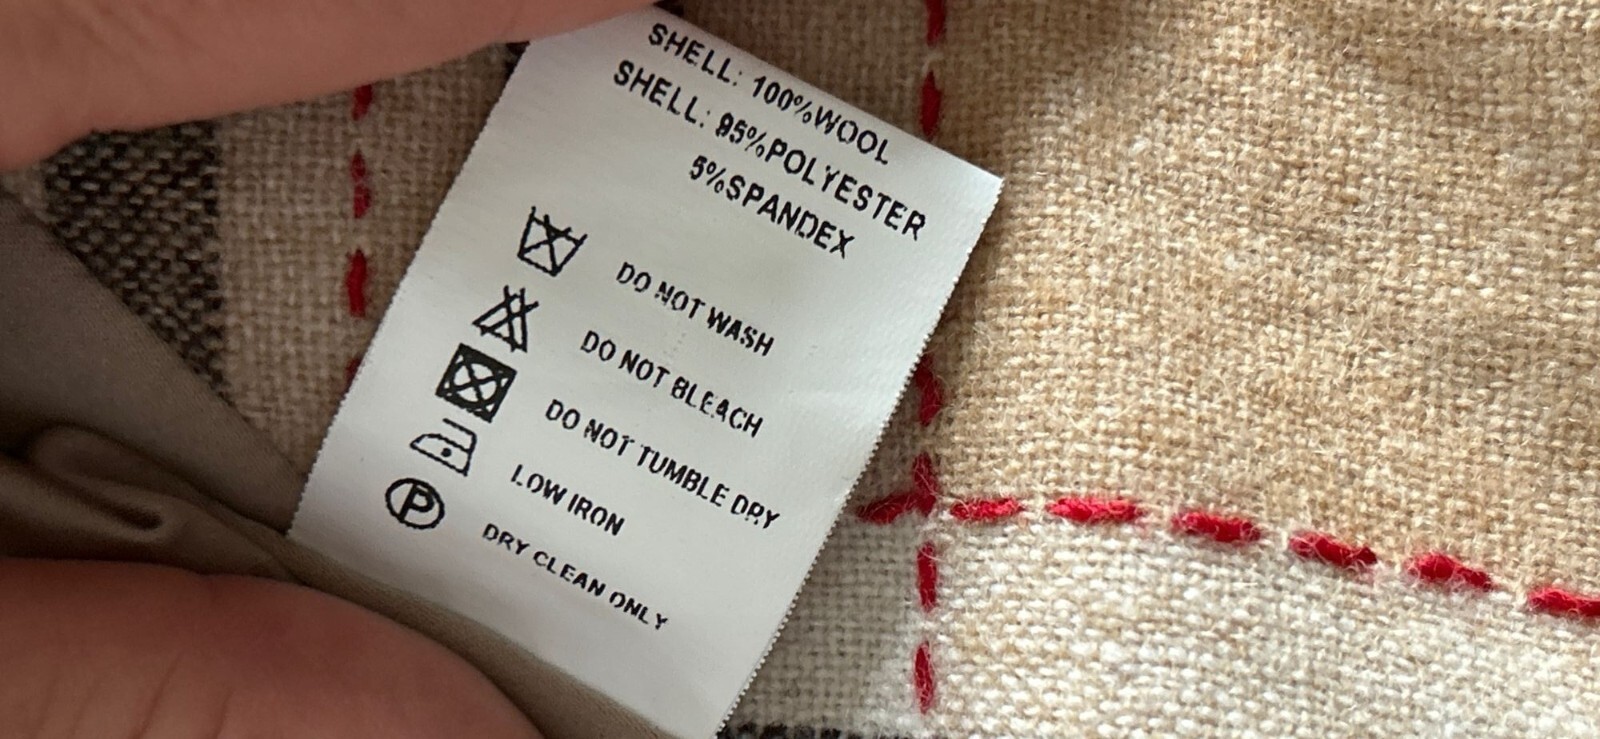 SHELL: 100%WOOL
SHELL: 95%POLYESTER
5%SPANDEX
DO NOT WASH
DO NOT BLEACH
DO NOT TUMBLE DRY
LOW IRON
P
DRY CLEAN ONLY